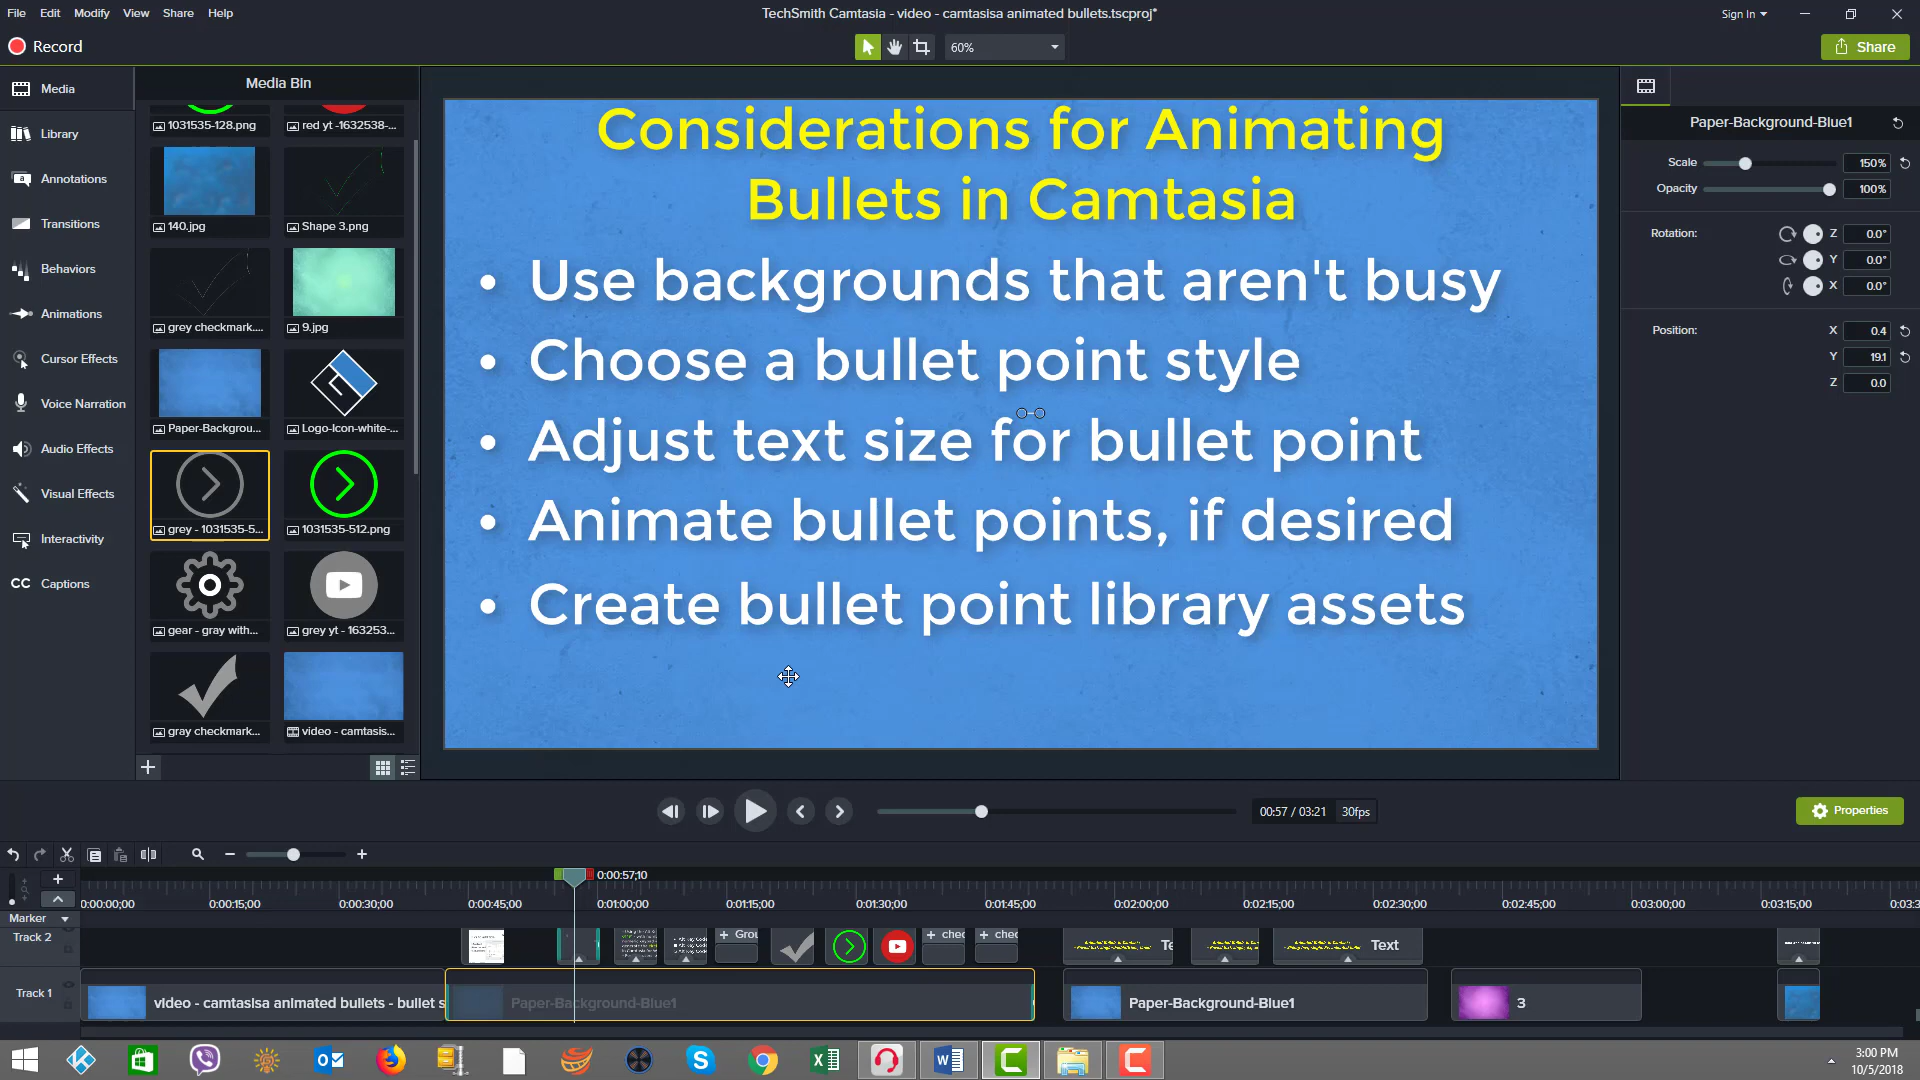 File Edit Modify View Share Help
TechSmith Camtasia - video - camtasisa animated bullets.tscproj*
Sign In
Record
60%
Share
Media
Library
Annotations
Transitions
Behaviors
Animations
Cursor Effects
Voice Narration
Audio Effects
Visual Effects
Interactivity
CC Captions
Media Bin
1031535-128.png
red yt -1632538-...
140.jpg
Shape 3.png
grey checkmark....
9.jpg
Paper-Backgrou...
Logo-Icon-white-...
grey - 1031535-5...
1031535-512.png
gear - gray with...
grey yt - 163253...
gray checkmark...
video - camtasis...
Considerations for Animating
Bullets in Camtasia
• Use backgrounds that aren't busy
• Choose a bullet point style
• Adjust text size for bullet point
• Animate bullet points, if desired
• Create bullet point library assets
Paper-Background-Blue1
Scale 150%
Opacity 100%
Rotation: Z 0.0°
Y 0.0°
X 0.0°
Position: X 0.4
Y 19.1
Z 0.0
00:57 / 03:21 30fps
Properties
0:00:57;10
0:00:00;00 0:00:15;00 0:00:30;00 0:00:45;00 0:01:00;00 0:01:15;00 0:01:30;00 0:01:45;00 0:02:00;00 0:02:15;00 0:02:30;00 0:02:45;00 0:03:00;00 0:03:15;00 0:03:3
Marker
Track 2
+ Grou
+ chec
+ chec
Te
Text
Track 1
video - camtasisa animated bullets - bullet s
Paper-Background-Blue1
Paper-Background-Blue1
3
3:00 PM
10/5/2018